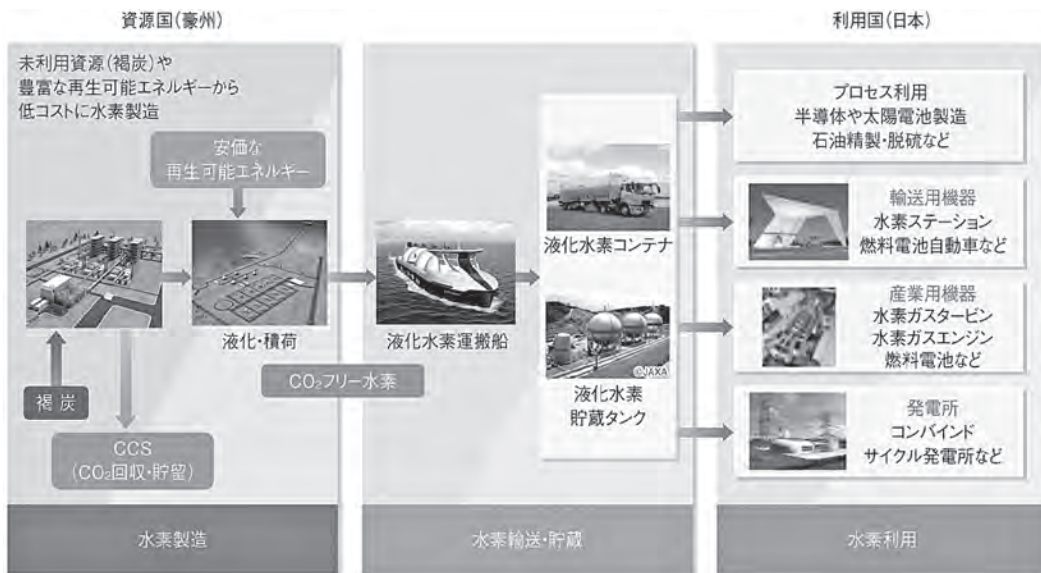 資源国(豪州)
利用国(日本)
未利用資源(褐炭)や
豊富な再生可能エネルギーから
低コストに水素製造
安価な
再生可能エネルギー
液化・積荷
褐炭
CCS
(CO₂回収・貯留)
CO₂フリー水素
液化水素運搬船
液化水素コンテナ
©JAXA
液化水素
貯蔵タンク
プロセス利用
半導体や太陽電池製造
石油精製・脱硫など
輸送用機器
水素ステーション
燃料電池自動車など
産業用機器
水素ガスタービン
水素ガスエンジン
燃料電池など
発電所
コンバインド
サイクル発電所など
水素製造
水素輸送・貯蔵
水素利用